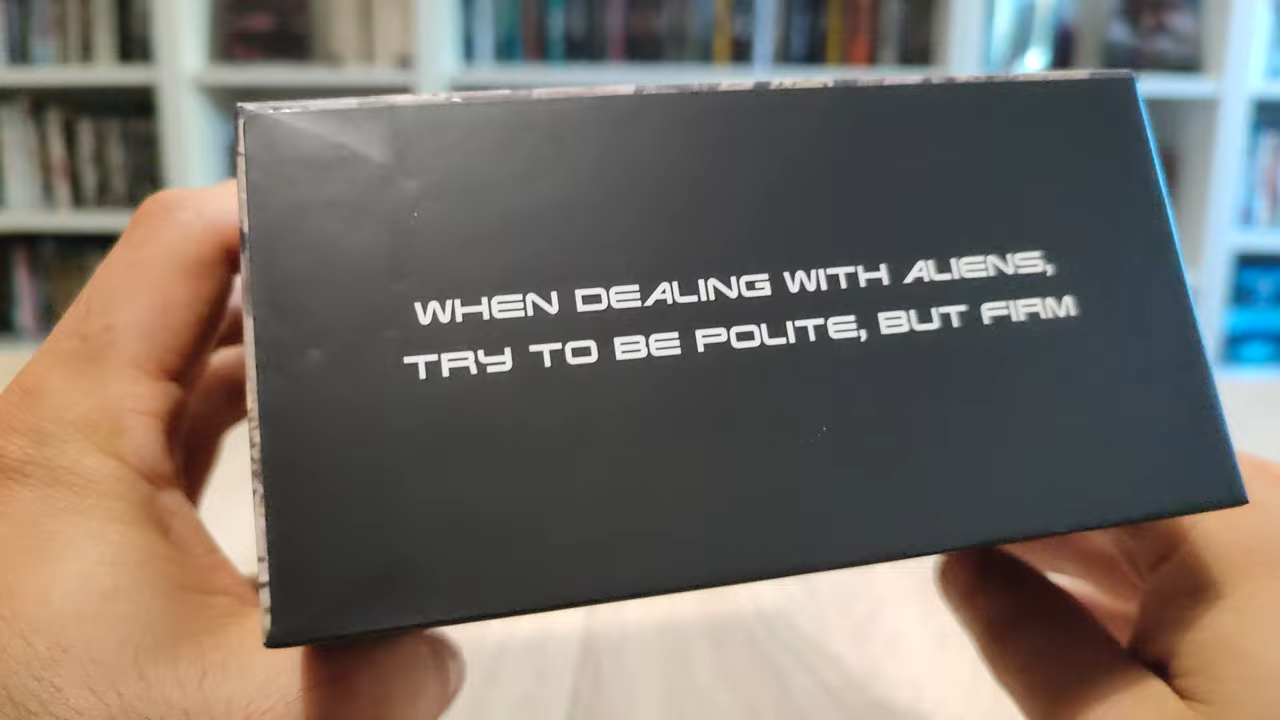 WHEN DEALING WITH ALIENS,
TRY TO BE POLITE, BUT FIRM